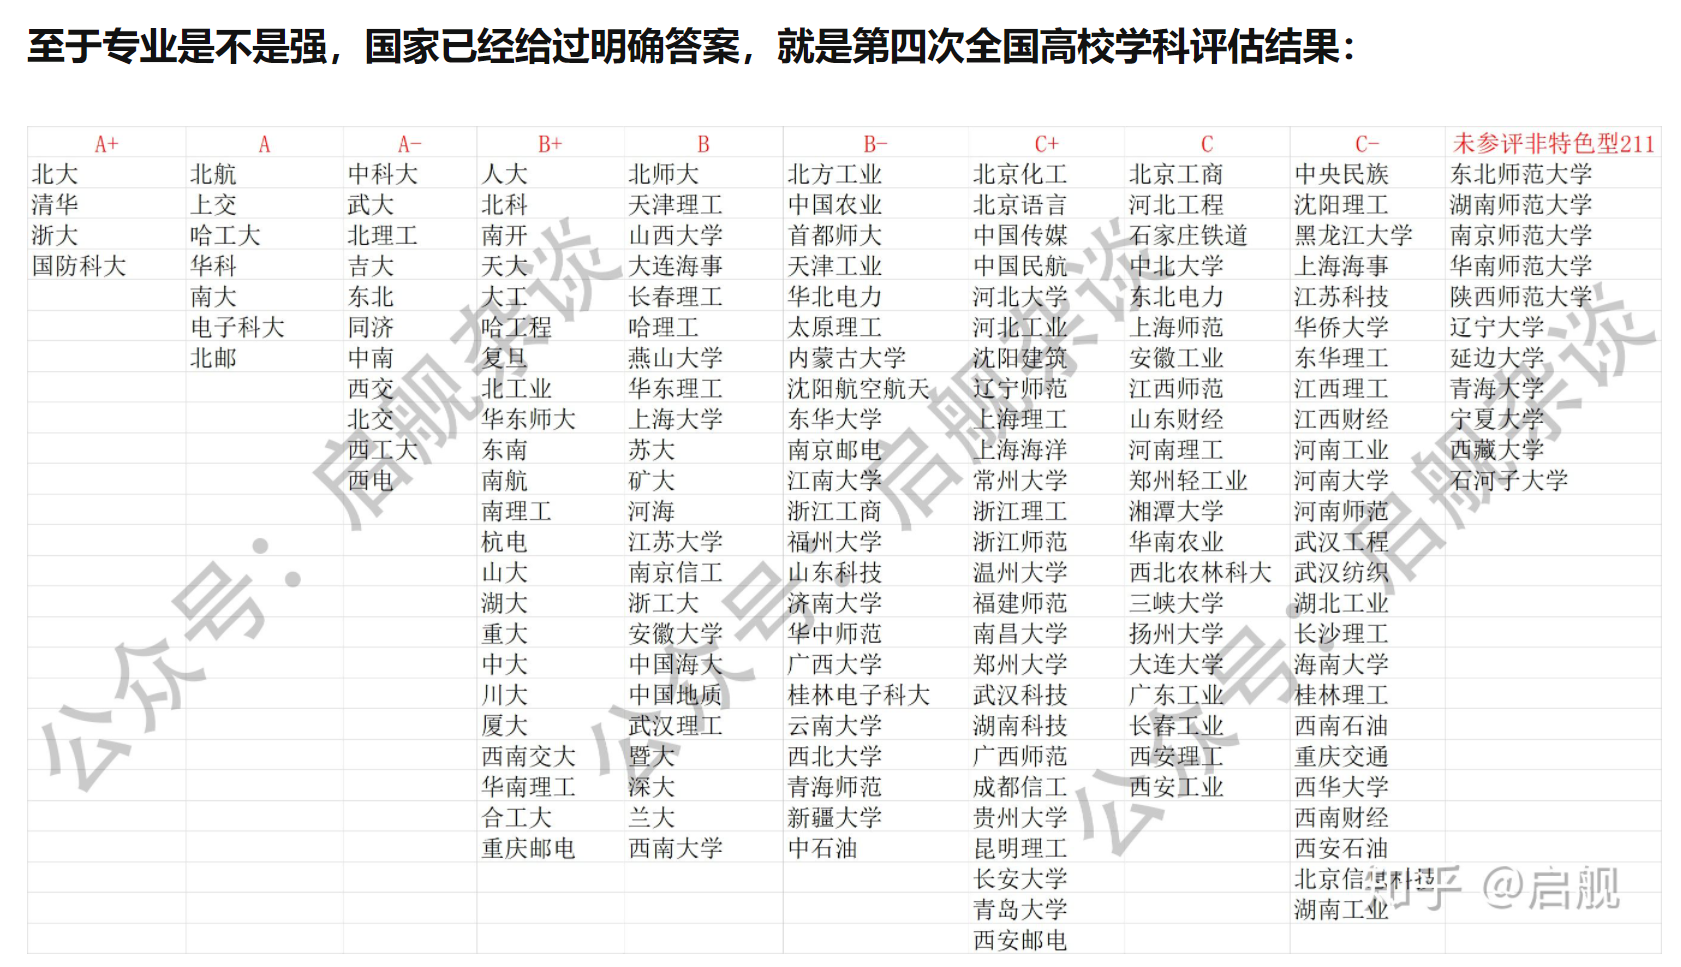 至于专业是不是强，国家已经给过明确答案，就是第四次全国高校学科评估结果：
A+ A A- B+ B B- C+ C C- 未参评非特色型211
北大 北航 中科大 人大 北师大 北方工业 北京化工 北京工商 中央民族 东北师范大学
清华 上交 武大 北科 天津理工 中国农业 北京语言 河北工程 沈阳理工 湖南师范大学
浙大 哈工大 北理工 南开 山西大学 首都师大 中国传媒 石家庄铁道 黑龙江大学 南京师范大学
国防科大 华科 吉大 天大 大连海事 天津工业 中国民航 中北大学 上海海事 华南师范大学
南大 东北 大工 长春理工 华北电力 河北大学 东北电力 江苏科技 陕西师范大学
电子科大 同济 哈工程 哈理工 太原理工 河北工业 上海师范 华侨大学 辽宁大学
北邮 中南 复旦 燕山大学 内蒙古大学 沈阳建筑 安徽工业 东华理工 延边大学
西交 北工业 华东理工 沈阳航空航天 辽宁师范 江西师范 江西理工 青海大学
北交 华东师大 上海大学 东华大学 上海理工 山东财经 江西财经 宁夏大学
西工大 东南 苏大 南京邮电 上海海洋 河南理工 河南工业 西藏大学
西电 南航 矿大 江南大学 常州大学 郑州轻工业 河南大学 石河子大学
南理工 河海 浙江工商 浙江理工 湘潭大学 河南师范
杭电 江苏大学 福州大学 浙江师范 华南农业 武汉工程
山大 南京信工 山东科技 温州大学 西北农林科大 武汉纺织
湖大 浙工大 济南大学 福建师范 三峡大学 湖北工业
重大 安徽大学 华中师范 南昌大学 扬州大学 长沙理工
中大 中国海大 广西大学 郑州大学 大连大学 海南大学
川大 中国地质 桂林电子科大 武汉科技 广东工业 桂林理工
厦大 武汉理工 云南大学 湖南科技 长春工业 西南石油
西南交大 暨大 西北大学 广西师范 西安理工 重庆交通
华南理工 深大 青海师范 成都信工 西安工业 西华大学
合工大 兰大 新疆大学 贵州大学 西南财经
重庆邮电 西南大学 中石油 昆明理工 西安石油
长安大学 北京信息科技
青岛大学 湖南工业
西安邮电
公众号：启舰杂谈
公众号：启舰杂谈
公众号：启舰杂谈
知乎 @启舰